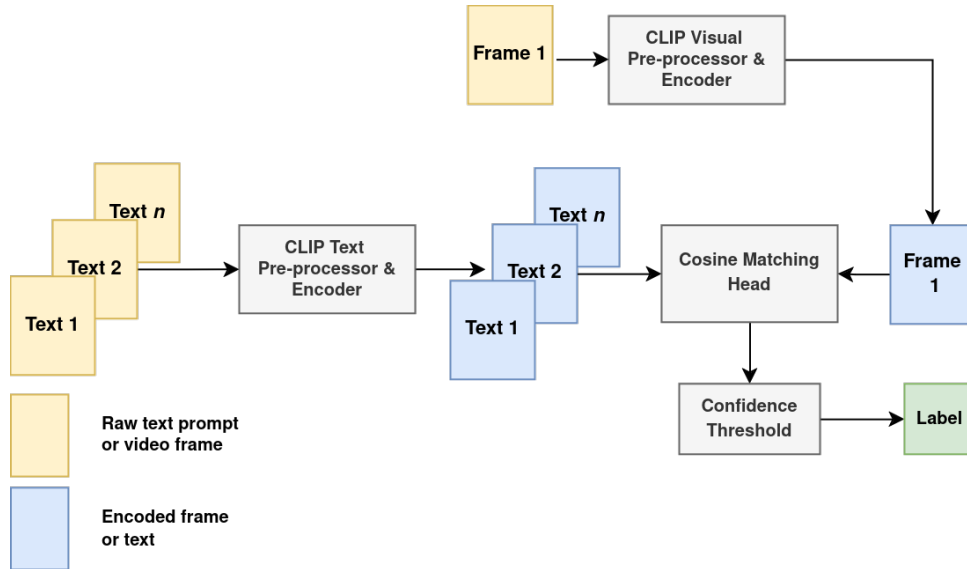 Frame 1
CLIP Visual
Pre-processor &
Encoder
Text n
Text 2
Text 1
CLIP Text
Pre-processor &
Encoder
Text n
Text 2
Text 1
Cosine Matching
Head
Frame
1
Confidence
Threshold
Label
Raw text prompt
or video frame
Encoded frame
or text